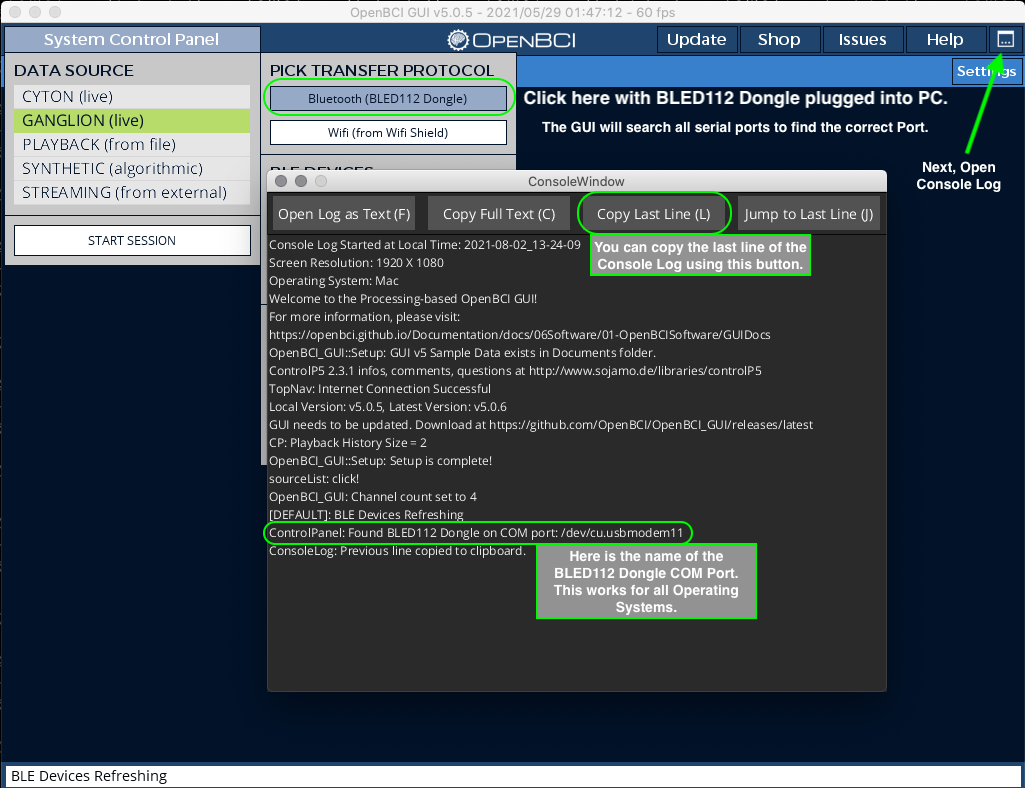 OpenBCI GUI v5.0.5 - 2021/05/29 01:47:12 - 60 fps
System Control Panel
OPENBCI
Update
Shop
Issues
Help
Settings
DATA SOURCE
CYTON (live)
GANGLION (live)
PLAYBACK (from file)
SYNTHETIC (algorithmic)
STREAMING (from external)
START SESSION
PICK TRANSFER PROTOCOL
Bluetooth (BLED112 Dongle)
Wifi (from Wifi Shield)
BLE DEVICES
Click here with BLED112 Dongle plugged into PC.
The GUI will search all serial ports to find the correct Port.
Next, Open
Console Log
ConsoleWindow
Open Log as Text (F)
Copy Full Text (C)
Copy Last Line (L)
Jump to Last Line (J)
You can copy the last line of the
Console Log using this button.
Console Log Started at Local Time: 2021-08-02_13-24-09
Screen Resolution: 1920 X 1080
Operating System: Mac
Welcome to the Processing-based OpenBCI GUI!
For more information, please visit:
https://openbci.github.io/Documentation/docs/06Software/01-OpenBCISoftware/GUIDocs
OpenBCI_GUI::Setup: GUI v5 Sample Data exists in Documents folder.
ControlP5 2.3.1 infos, comments, questions at http://www.sojamo.de/libraries/controlP5
TopNav: Internet Connection Successful
Local Version: v5.0.5, Latest Version: v5.0.6
GUI needs to be updated. Download at https://github.com/OpenBCI/OpenBCI_GUI/releases/latest
CP: Playback History Size = 2
OpenBCI_GUI::Setup: Setup is complete!
sourceList: click!
OpenBCI_GUI: Channel count set to 4
[DEFAULT]: BLE Devices Refreshing
ControlPanel: Found BLED112 Dongle on COM port: /dev/cu.usbmodem11
ConsoleLog: Previous line copied to clipboard.
Here is the name of the
BLED112 Dongle COM Port.
This works for all Operating
Systems.
BLE Devices Refreshing